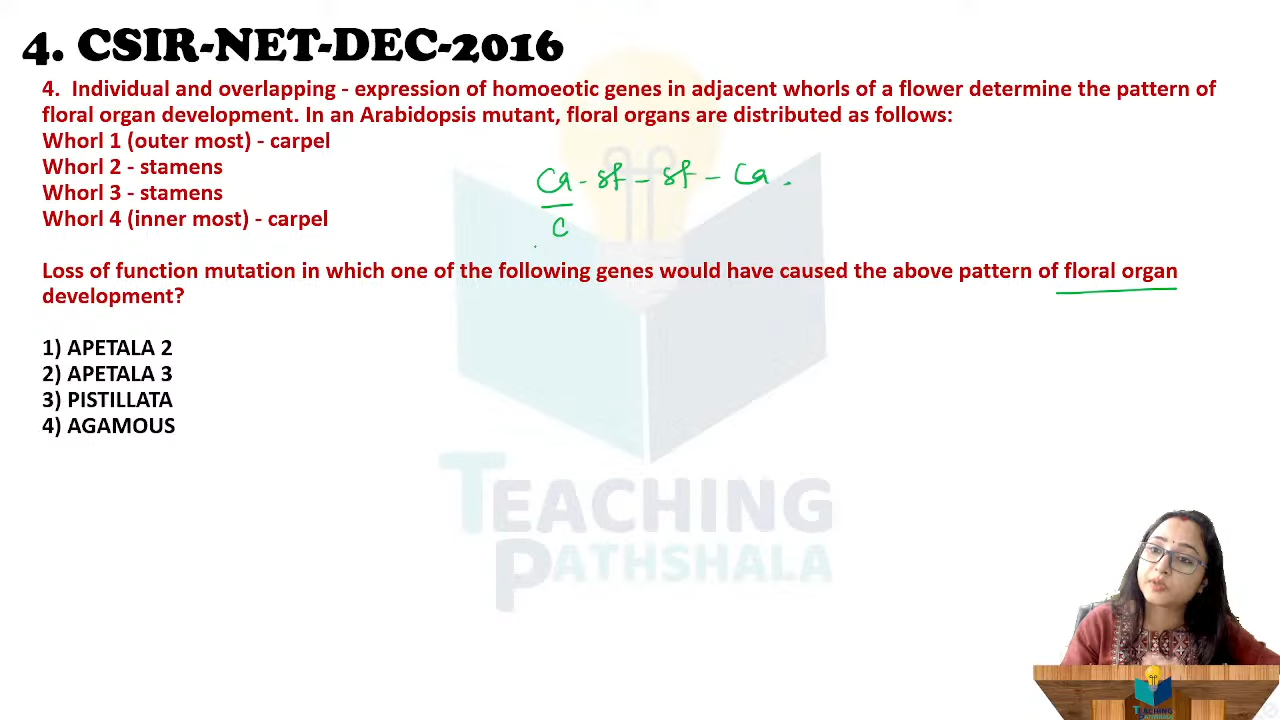 4. CSIR-NET-DEC-2016
4. Individual and overlapping - expression of homoeotic genes in adjacent whorls of a flower determine the pattern of
floral organ development. In an Arabidopsis mutant, floral organs are distributed as follows:
Whorl 1 (outer most) - carpel
Whorl 2 - stamens
Whorl 3 - stamens
Whorl 4 (inner most) - carpel
Ca - st - st - Ca .
C
Loss of function mutation in which one of the following genes would have caused the above pattern of floral organ
development?
1) APETALA 2
2) APETALA 3
3) PISTILLATA
4) AGAMOUS
TEACHING
PATHSHALA
TEACHING
PATHSHALA